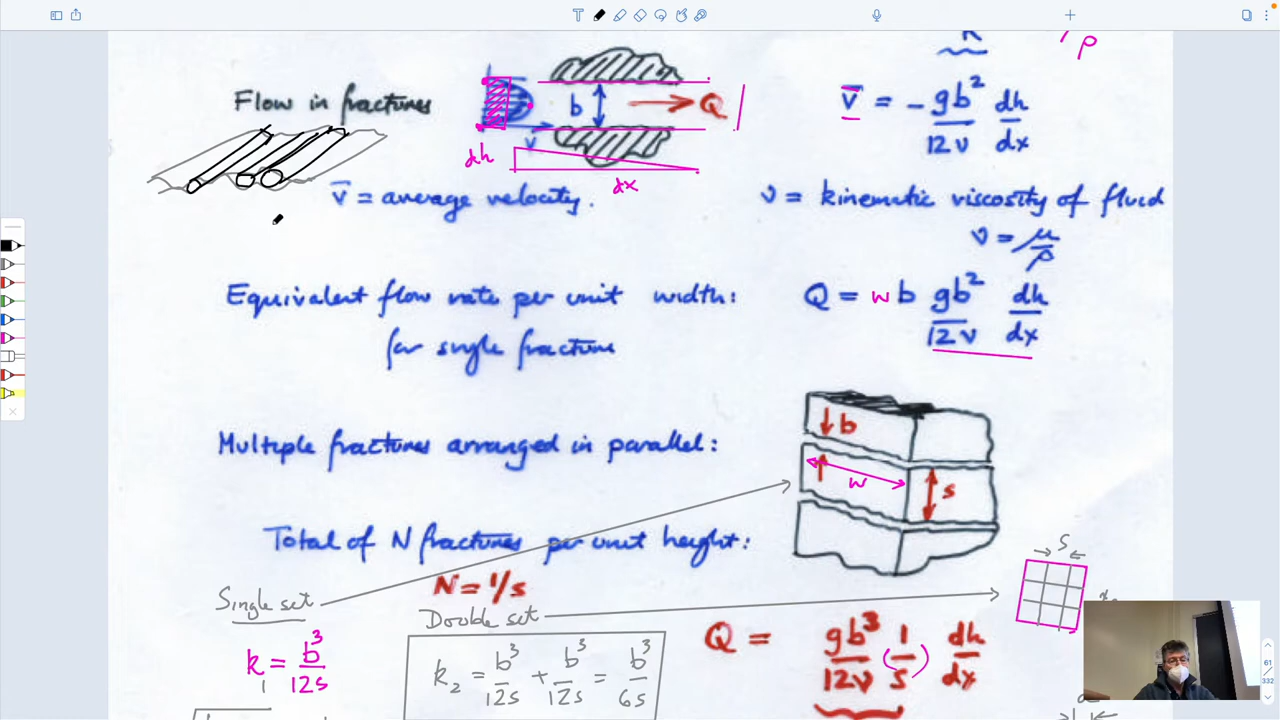 Flow in fractures
b
Q
v
dh
dx
v̅ = average velocity.
v̅ = - gb²/12ν dh/dx
ν = kinematic viscosity of fluid
ν = μ/ρ
ρ
Equivalent flow rate per unit width:
for single fracture
Q = w b gb²/12ν dh/dx
Multiple fractures arranged in parallel:
b
w
s
Total of N fractures per unit height:
N = 1/s
S
Single set
Double set
k₁ = b³/12s
k₂ = b³/12s + b³/12s = b³/6s
Q = gb³/12ν (1/s) dh/dx
61
332